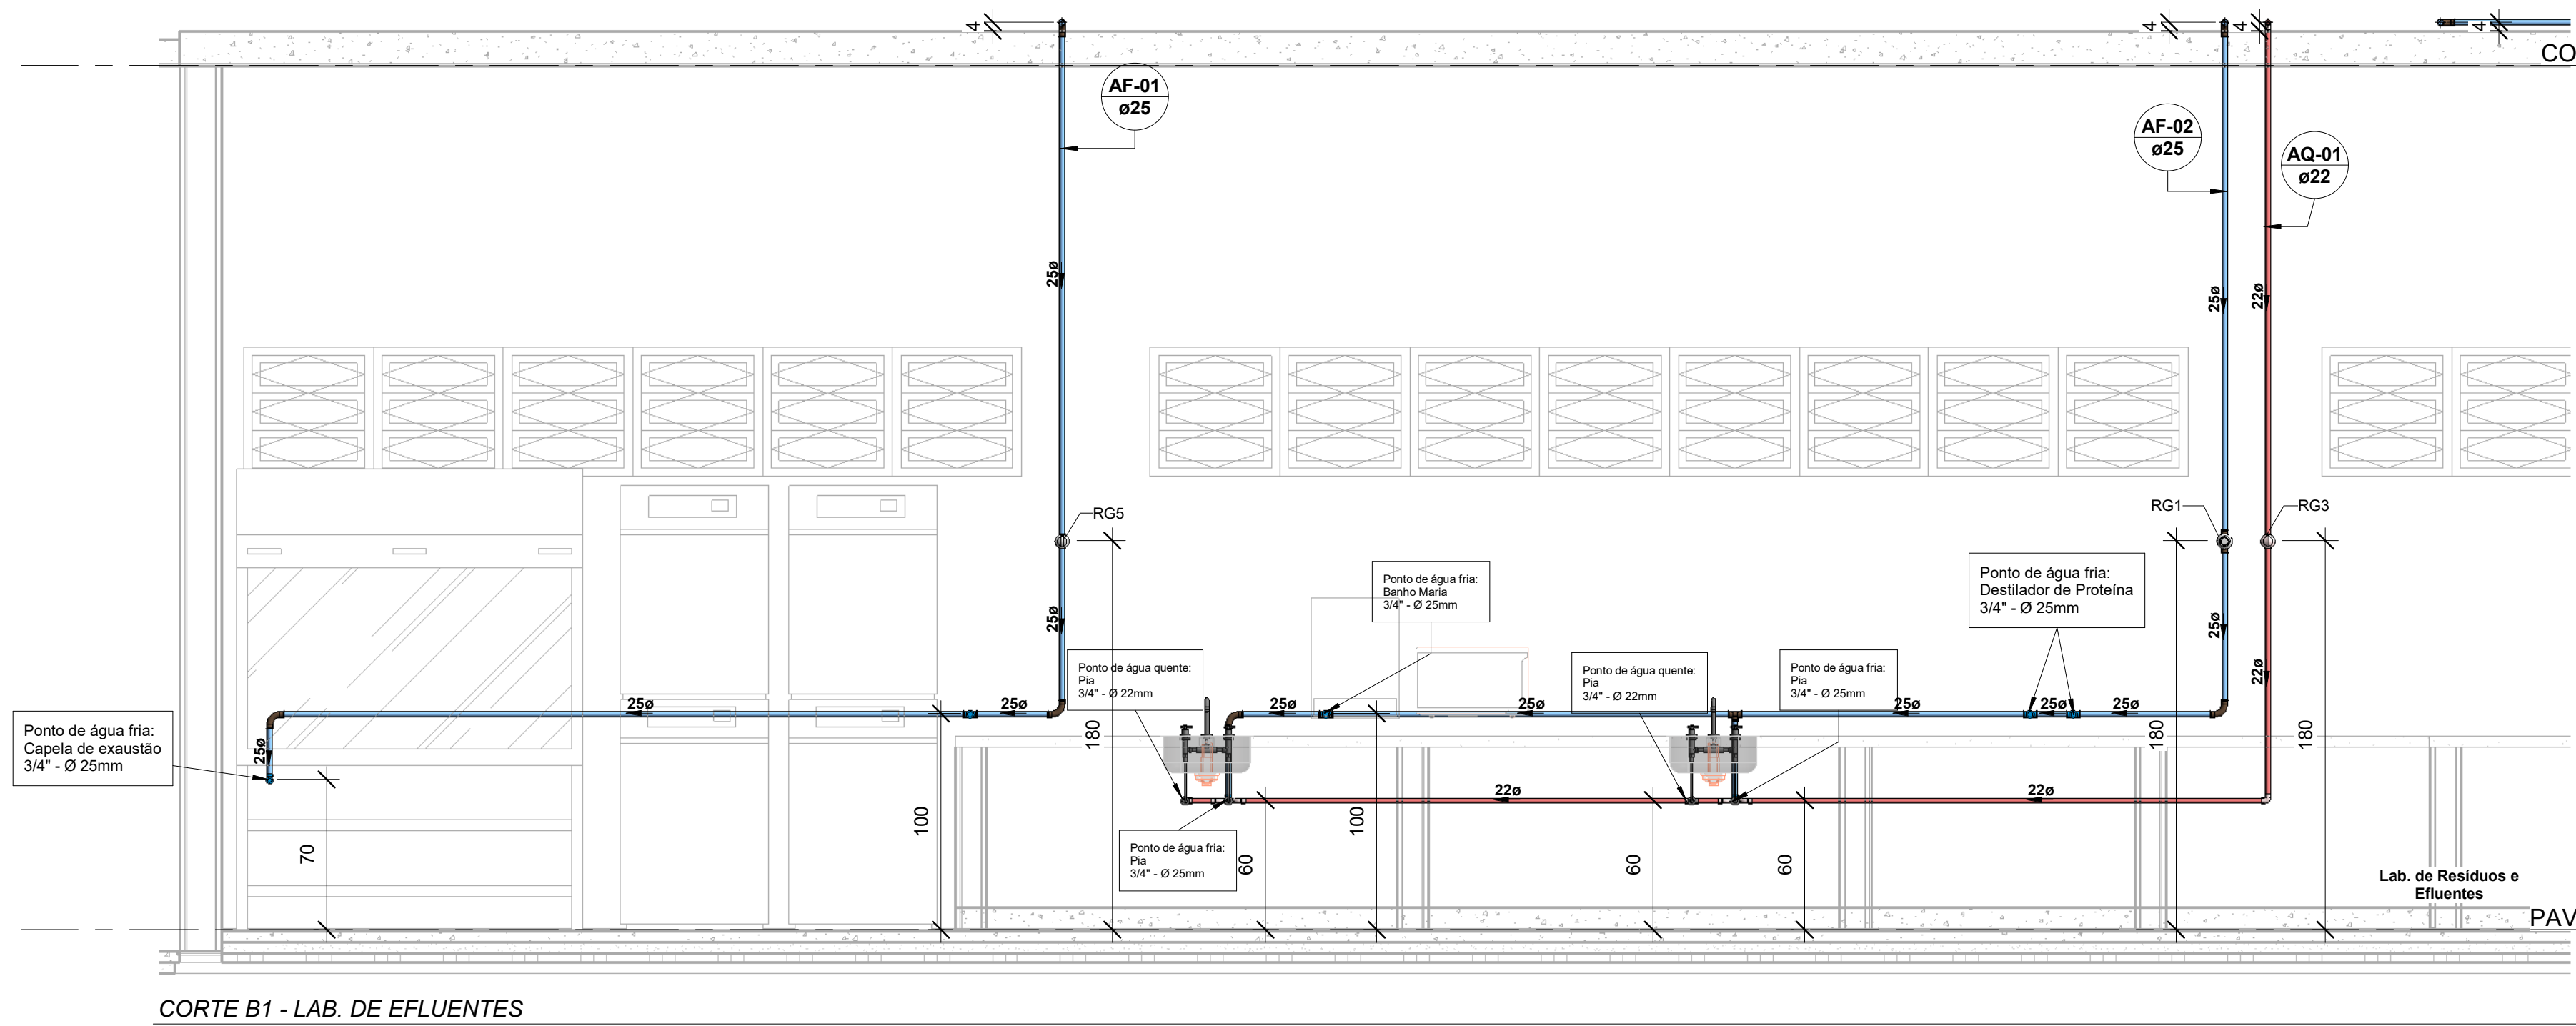 4
4
4
4
CO
AF-01
ø25
AF-02
ø25
AQ-01
ø22
25ø
25ø
22ø
RG5
RG1
RG3
Ponto de água fria:
Banho Maria
3/4" - Ø 25mm
Ponto de água fria:
Destilador de Proteína
3/4" - Ø 25mm
25ø
25ø
22ø
Ponto de água quente:
Pia
3/4" - Ø 22mm
Ponto de água quente:
Pia
3/4" - Ø 22mm
Ponto de água fria:
Pia
3/4" - Ø 25mm
25ø
25ø
25ø
25ø
25ø
25ø
25ø
Ponto de água fria:
Capela de exaustão
3/4" - Ø 25mm
25ø
180
180
180
22ø
22ø
70
100
Ponto de água fria:
Pia
3/4" - Ø 25mm
60
100
60
60
Lab. de Resíduos e
Efluentes
PAV
CORTE B1 - LAB. DE EFLUENTES